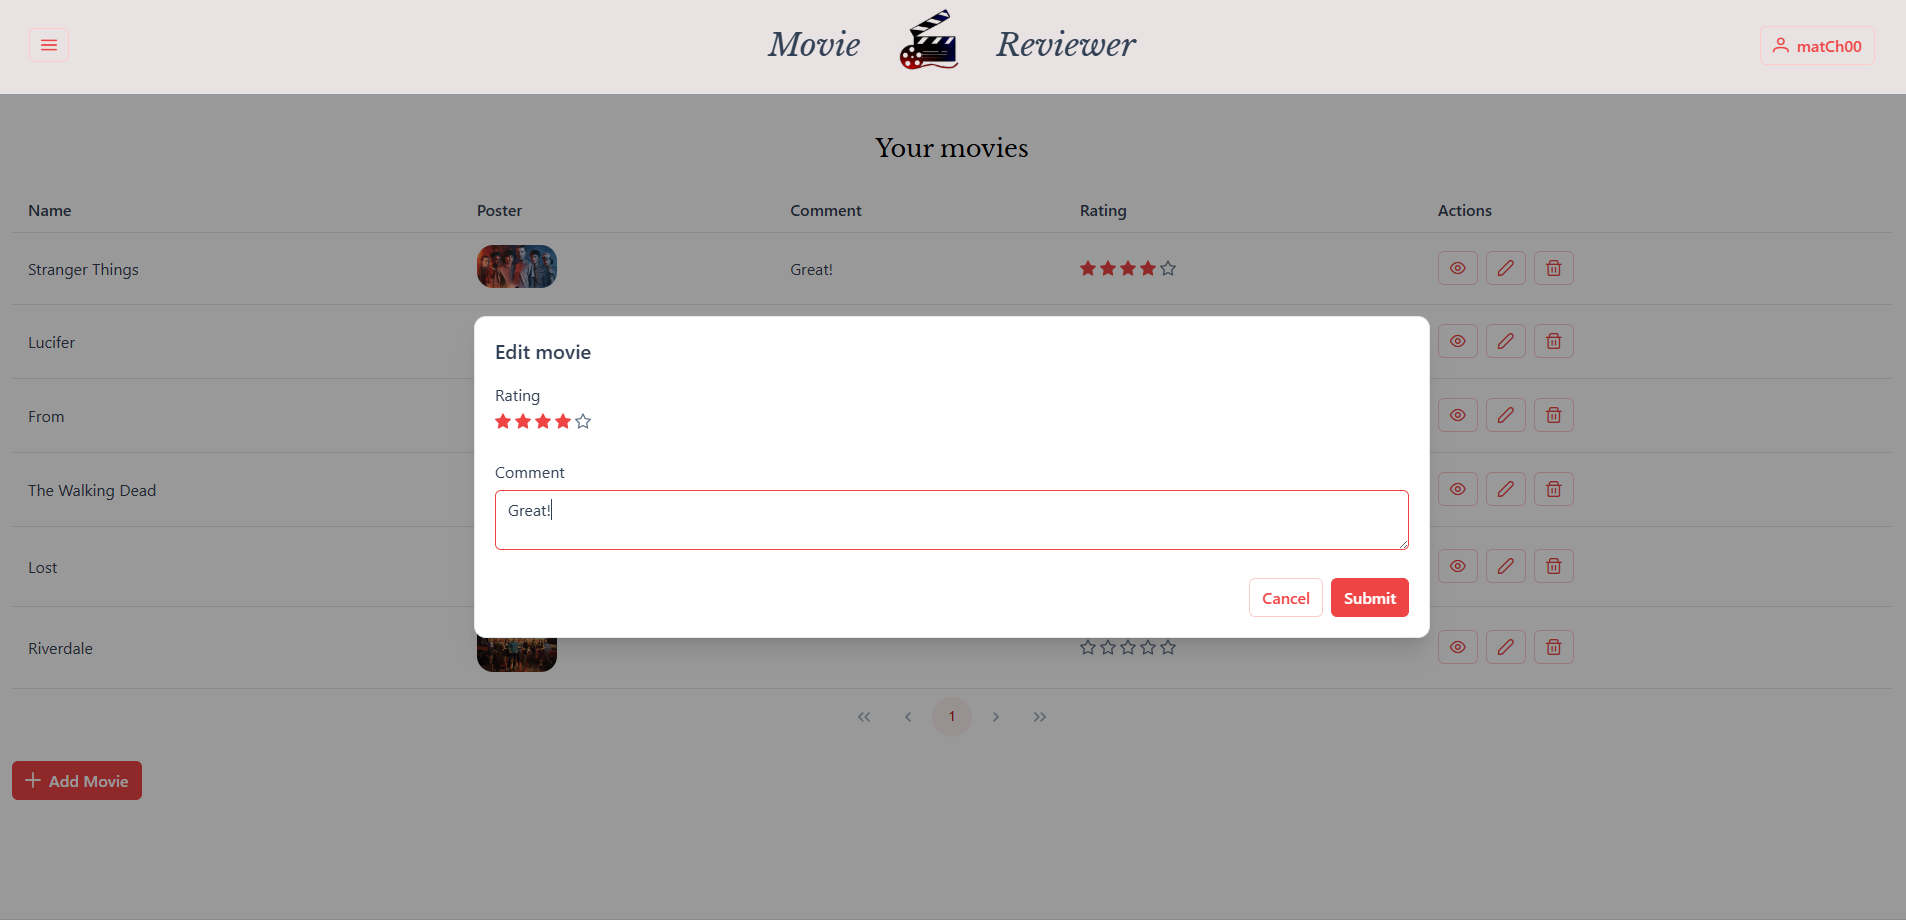 Movie Reviewer
matCh00
Your movies
Name Poster Comment Rating Actions
Stranger Things Great!
Lucifer
From
The Walking Dead
Lost
Riverdale
Edit movie
Rating
Comment
Great!
Cancel Submit
1
Add Movie